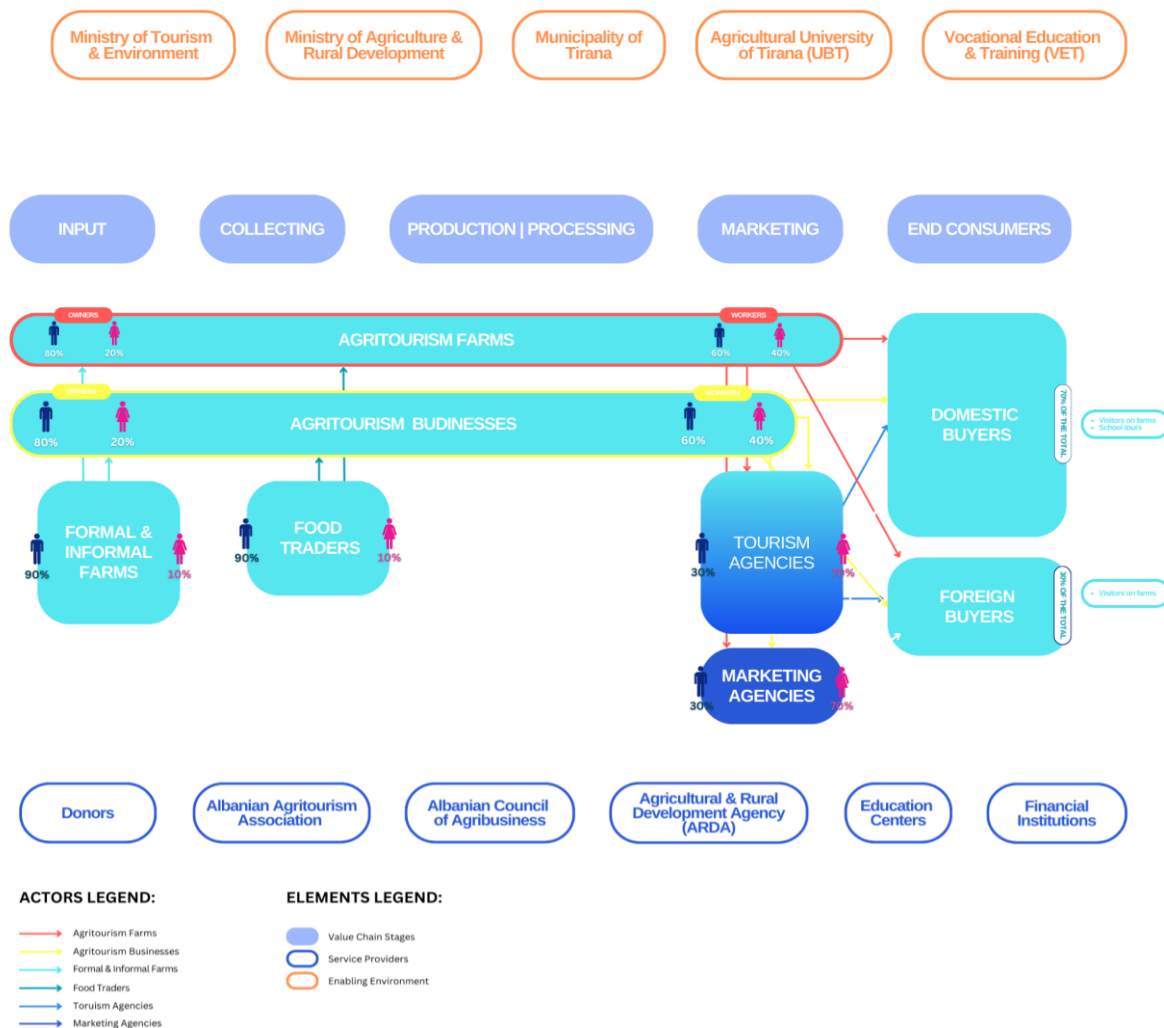 Ministry of Tourism
& Environment
Ministry of Agriculture &
Rural Development
Municipality of
Tirana
Agricultural University
of Tirana (UBT)
Vocational Education
& Training (VET)
INPUT
COLLECTING
PRODUCTION | PROCESSING
MARKETING
END CONSUMERS
OWNERS
80%
20%
AGRITOURISM FARMS
WORKERS
60%
40%
OWNERS
80%
20%
AGRITOURISM BUDINESSES
WORKERS
60%
40%
DOMESTIC
BUYERS
70% OF THE TOTAL
• Visitors on farms
• School tours
FORMAL &
INFORMAL
FARMS
90%
10%
FOOD
TRADERS
90%
10%
TOURISM
AGENCIES
30%
FOREIGN
BUYERS
30% OF THE TOTAL
• Visitors on farms
MARKETING
AGENCIES
30%
70%
Donors
Albanian Agritourism
Association
Albanian Council
of Agribusiness
Agricultural & Rural
Development Agency
(ARDA)
Education
Centers
Financial
Institutions
ACTORS LEGEND:
Agritourism Farms
Agritourism Businesses
Formal & Informal Farms
Food Traders
Toruism Agencies
Marketing Agencies
ELEMENTS LEGEND:
Value Chain Stages
Service Providers
Enabling Environment